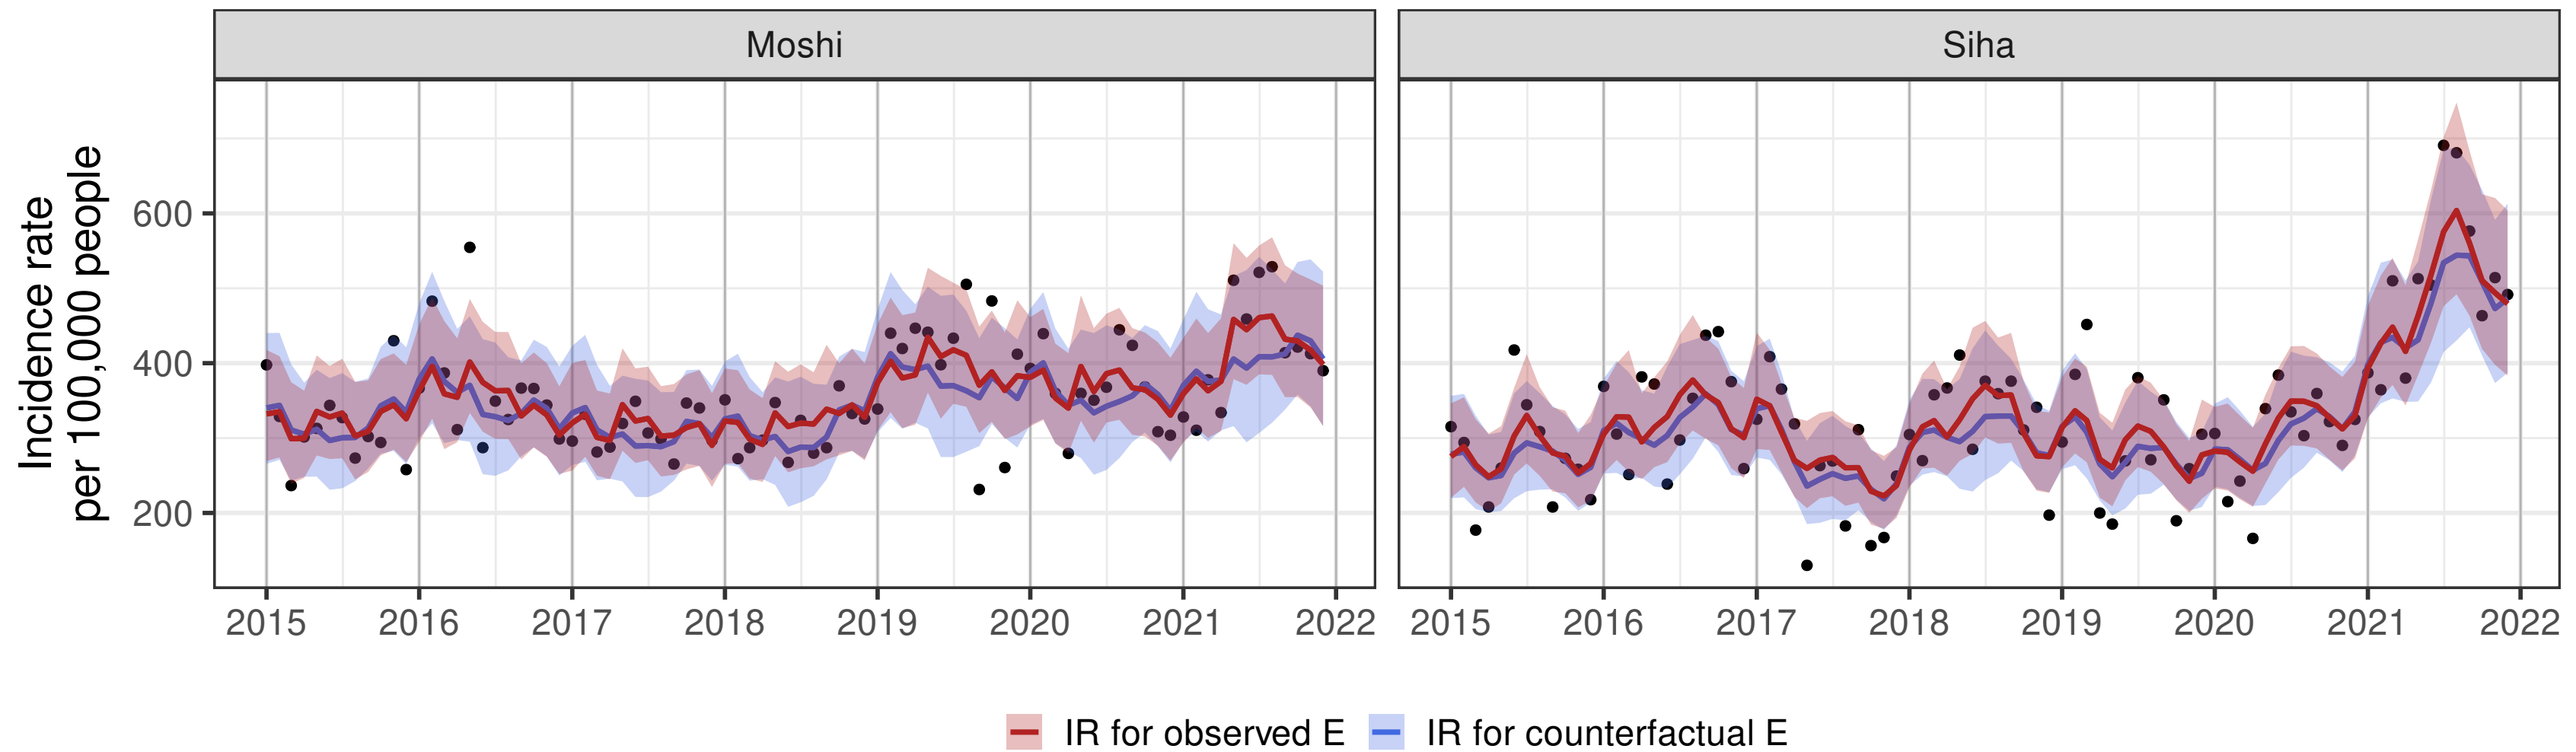 Moshi
Siha
Incidence rate
per 100,000 people
600
400
200
2015 2016 2017 2018 2019 2020 2021 2022
2015 2016 2017 2018 2019 2020 2021 2022
IR for observed E IR for counterfactual E